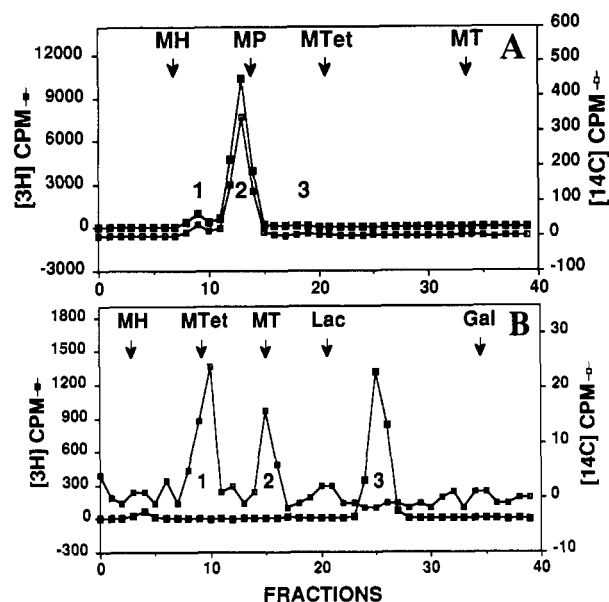 MH MP MTet MT A
12000 9000 6000 3000 0 -3000
[3H] CPM
600 500 400 300 200 100 0 -100
[14C] CPM
1 2 3
0 10 20 30 40
MH MTet MT Lac Gal B
1800 1500 1200 900 600 300 0 -300
[3H] CPM
30 20 10 0 -10
[14C] CPM
1 2 3
0 10 20 30 40
FRACTIONS